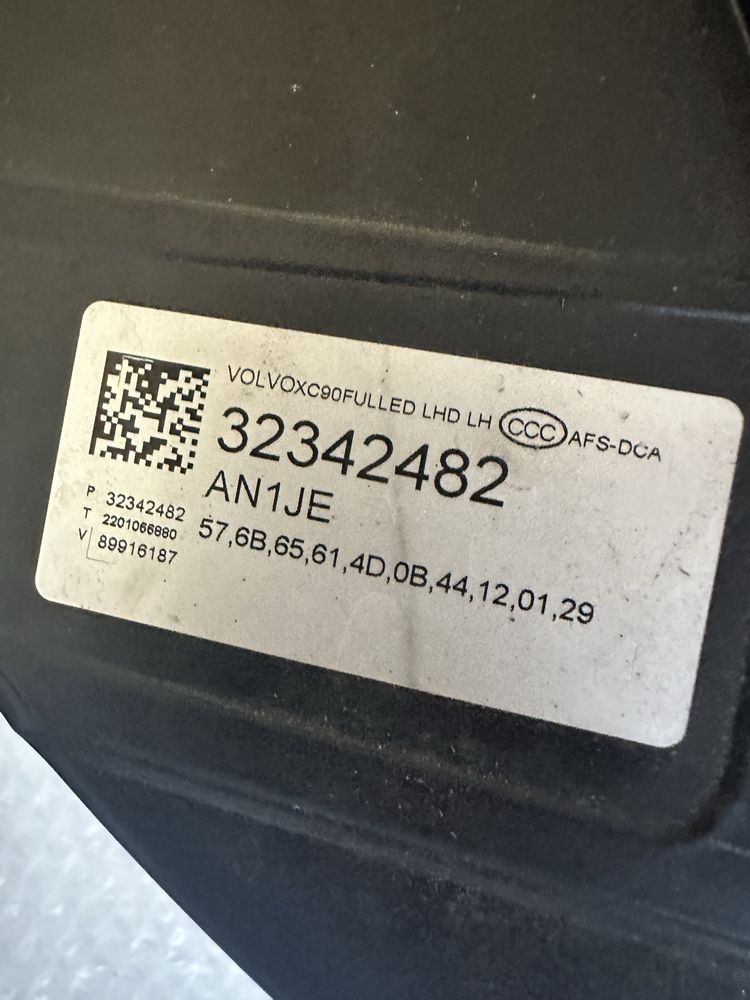 VOLVOXC90FULLED LHD LH CCC AFS-DCA
32342482
AN1JE
57,6B,65,61,4D,0B,44,12,01,29
P 32342482
T 2201066880
V 89916187